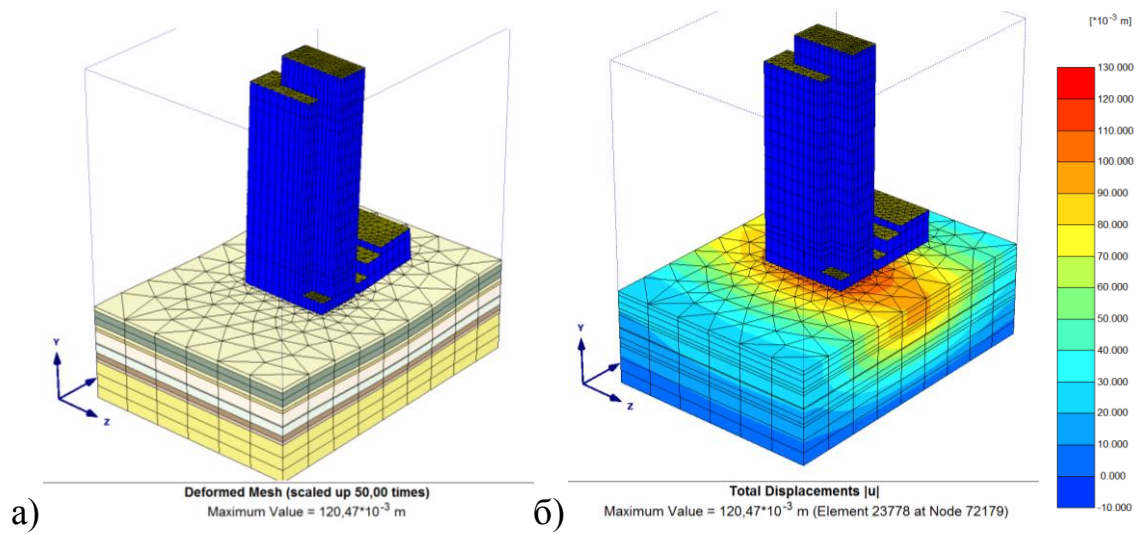 [*10⁻³ m]
130.000
120.000
110.000
100.000
90.000
80.000
70.000
60.000
50.000
40.000
30.000
20.000
10.000
0.000
-10.000
Y
Z
Y
Z
а)
Deformed Mesh (scaled up 50,00 times)
Maximum Value = 120,47*10⁻³ m
б)
Total Displacements |u|
Maximum Value = 120,47*10⁻³ m (Element 23778 at Node 72179)